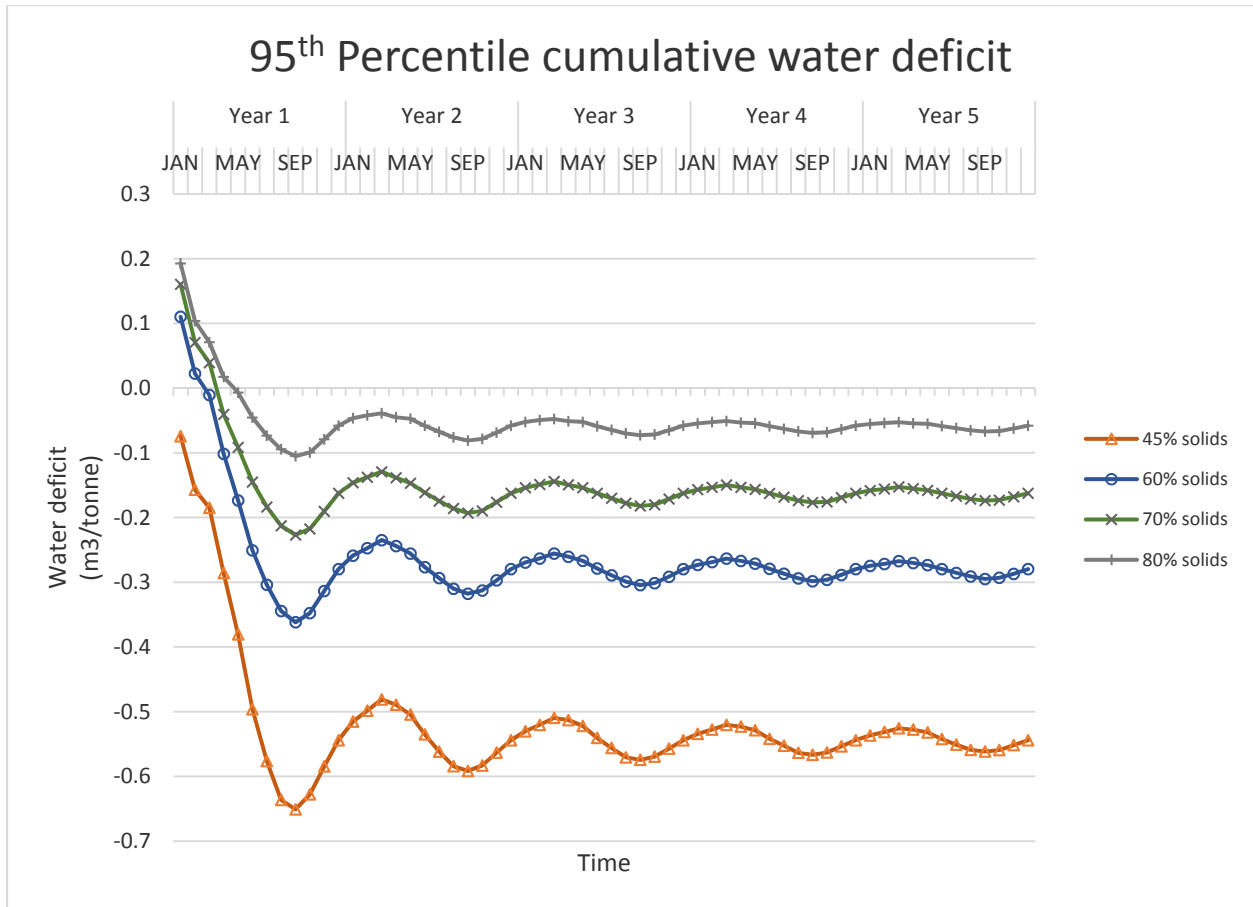 95th Percentile cumulative water deficit
Year 1 Year 2 Year 3 Year 4 Year 5
JAN MAY SEP JAN MAY SEP JAN MAY SEP JAN MAY SEP JAN MAY SEP
0.3
0.2
0.1
0.0
-0.1
-0.2
-0.3
-0.4
-0.5
-0.6
-0.7
Water deficit
(m3/tonne)
Time
45% solids
60% solids
70% solids
80% solids